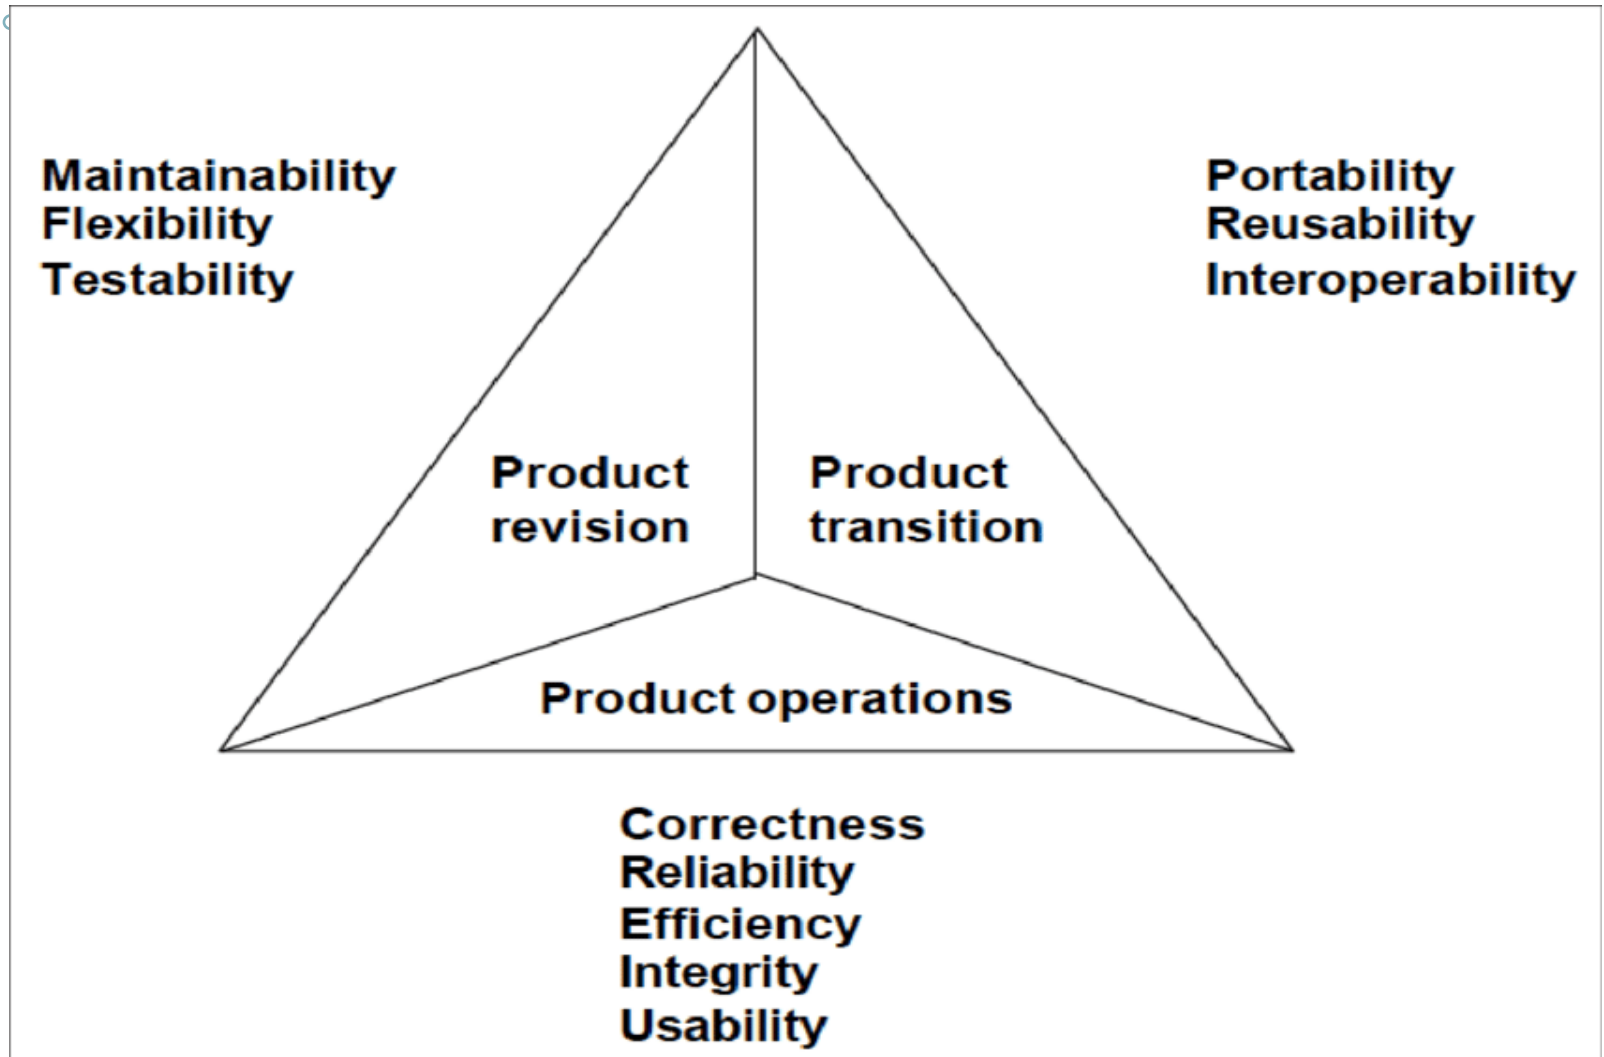 Maintainability
Flexibility
Testability
Portability
Reusability
Interoperability
Product
revision
Product
transition
Product operations
Correctness
Reliability
Efficiency
Integrity
Usability